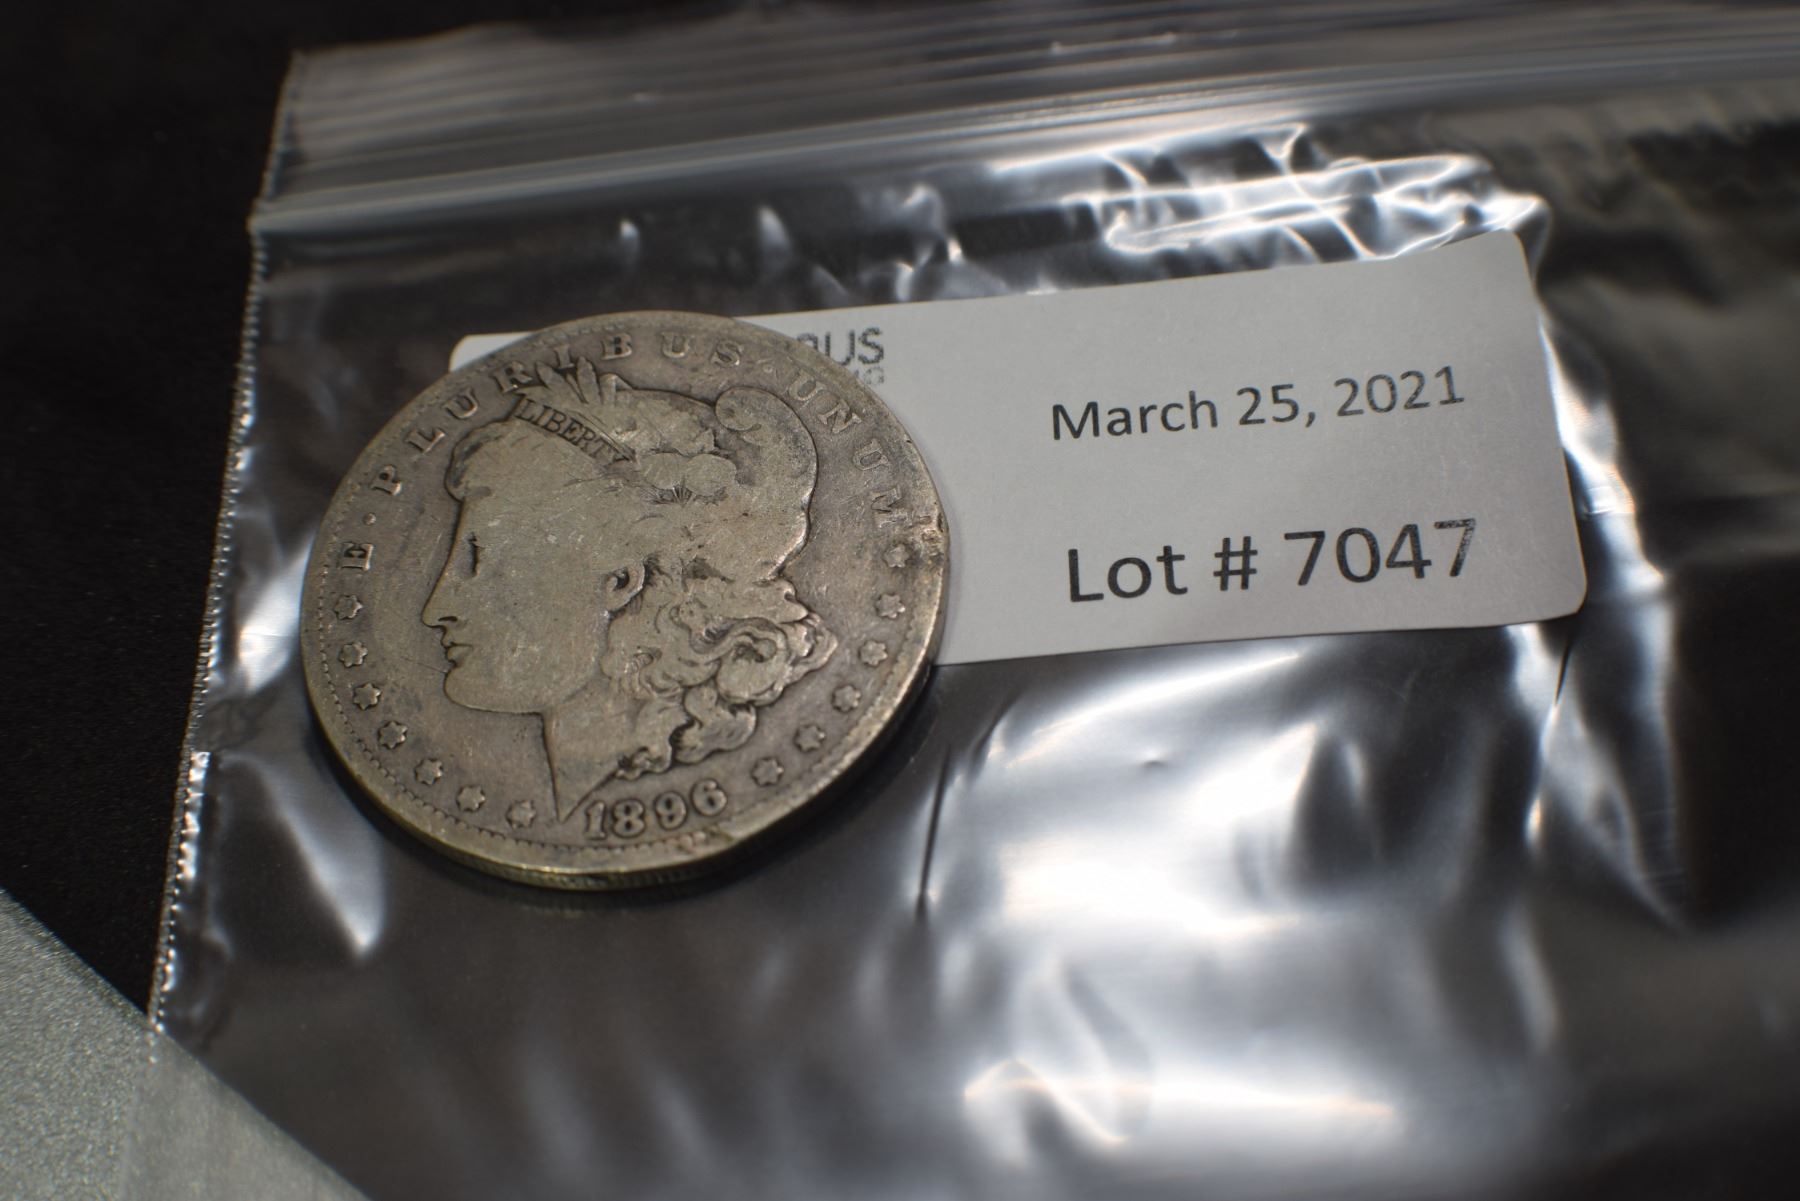 E·PLURIBUS·UNUM
LIBERTY
1896
March 25, 2021
Lot # 7047